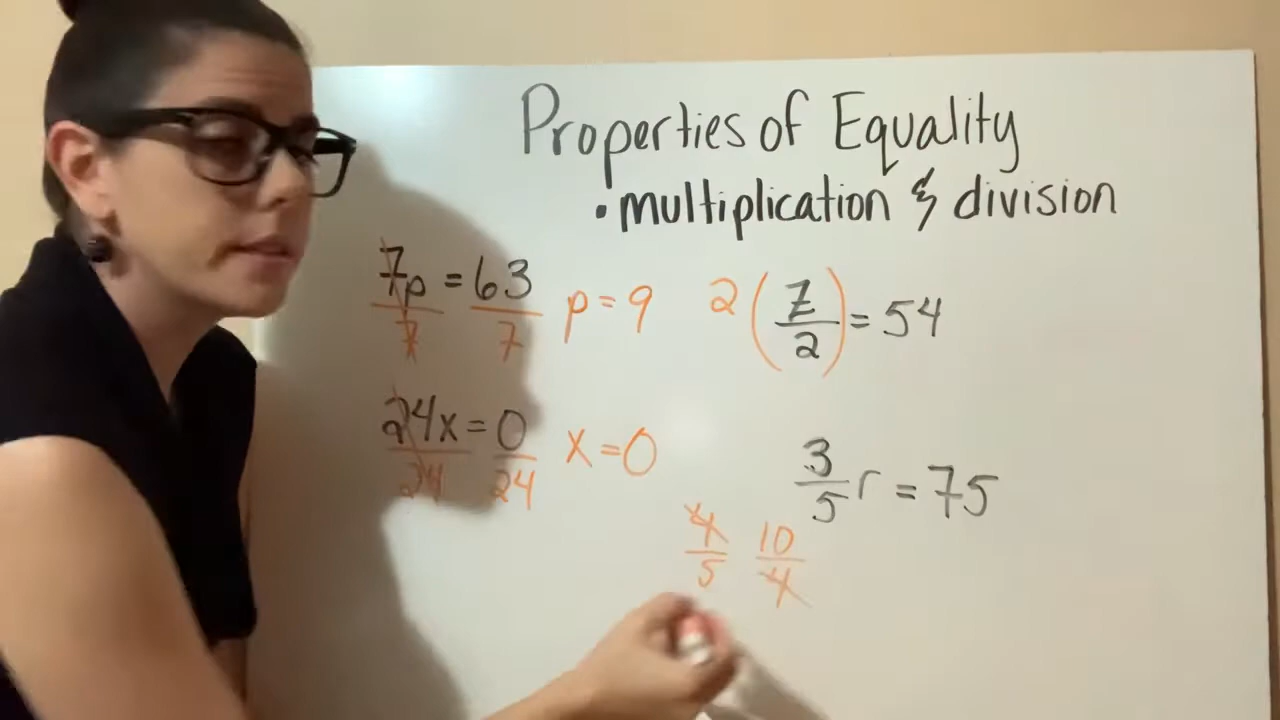 Properties of Equality
• multiplication & division
7p = 63
7 7
p = 9
2 (z/2) = 54
24x = 0
24 24
x = 0
3/5 r = 75
4/5 10/4